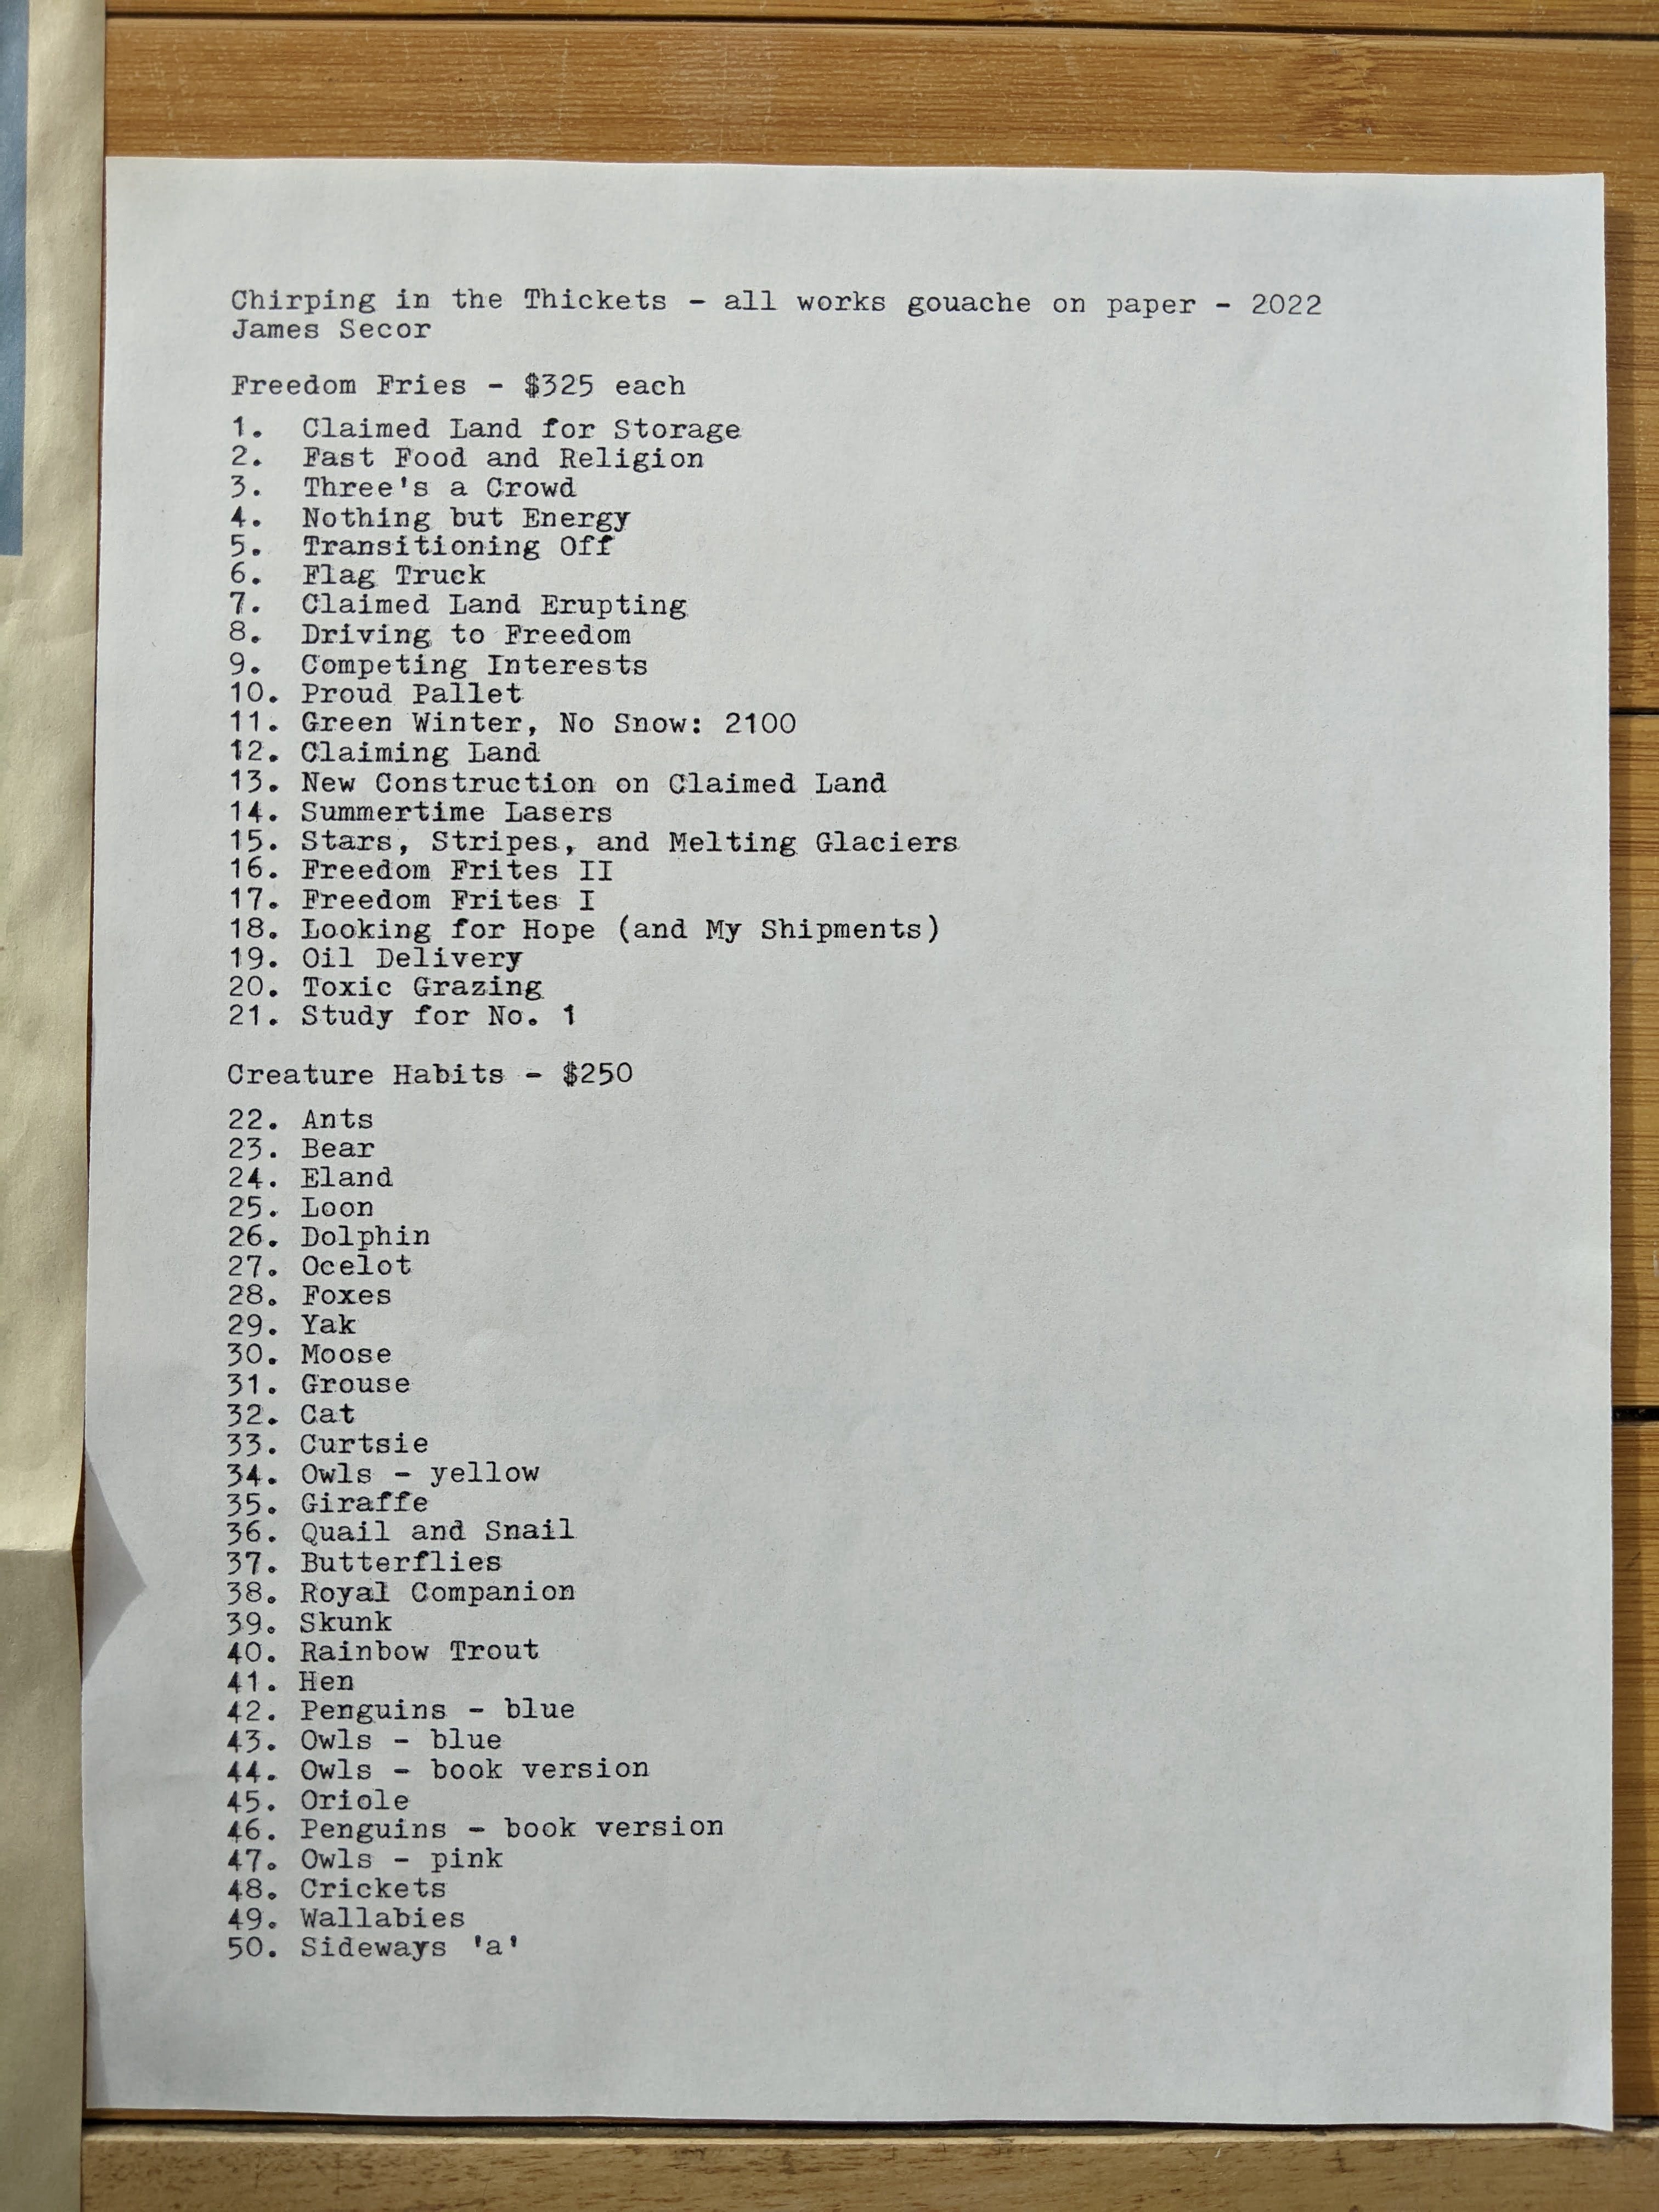 Chirping in the Thickets - all works gouache on paper - 2022
James Secor
Freedom Fries - $325 each
1. Claimed Land for Storage
2. Fast Food and Religion
3. Three's a Crowd
4. Nothing but Energy
5. Transitioning Off
6. Flag Truck
7. Claimed Land Erupting
8. Driving to Freedom
9. Competing Interests
10. Proud Pallet
11. Green Winter, No Snow: 2100
12. Claiming Land
13. New Construction on Claimed Land
14. Summertime Lasers
15. Stars, Stripes, and Melting Glaciers
16. Freedom Frites II
17. Freedom Frites I
18. Looking for Hope (and My Shipments)
19. Oil Delivery
20. Toxic Grazing
21. Study for No. 1
Creature Habits - $250
22. Ants
23. Bear
24. Eland
25. Loon
26. Dolphin
27. Ocelot
28. Foxes
29. Yak
30. Moose
31. Grouse
32. Cat
33. Curtsie
34. Owls - yellow
35. Giraffe
36. Quail and Snail
37. Butterflies
38. Royal Companion
39. Skunk
40. Rainbow Trout
41. Hen
42. Penguins - blue
43. Owls - blue
44. Owls - book version
45. Oriole
46. Penguins - book version
47. Owls - pink
48. Crickets
49. Wallabies
50. Sideways 'a'